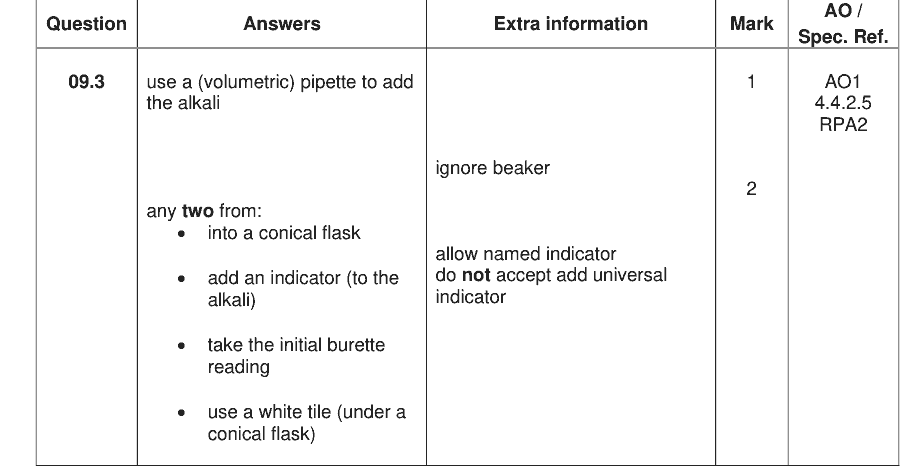 Question Answers Extra information Mark AO /
Spec. Ref.
09.3 use a (volumetric) pipette to add 1 AO1
the alkali 4.4.2.5
RPA2
ignore beaker
2
any two from:
• into a conical flask
allow named indicator
• add an indicator (to the do not accept add universal
alkali) indicator
• take the initial burette
reading
• use a white tile (under a
conical flask)